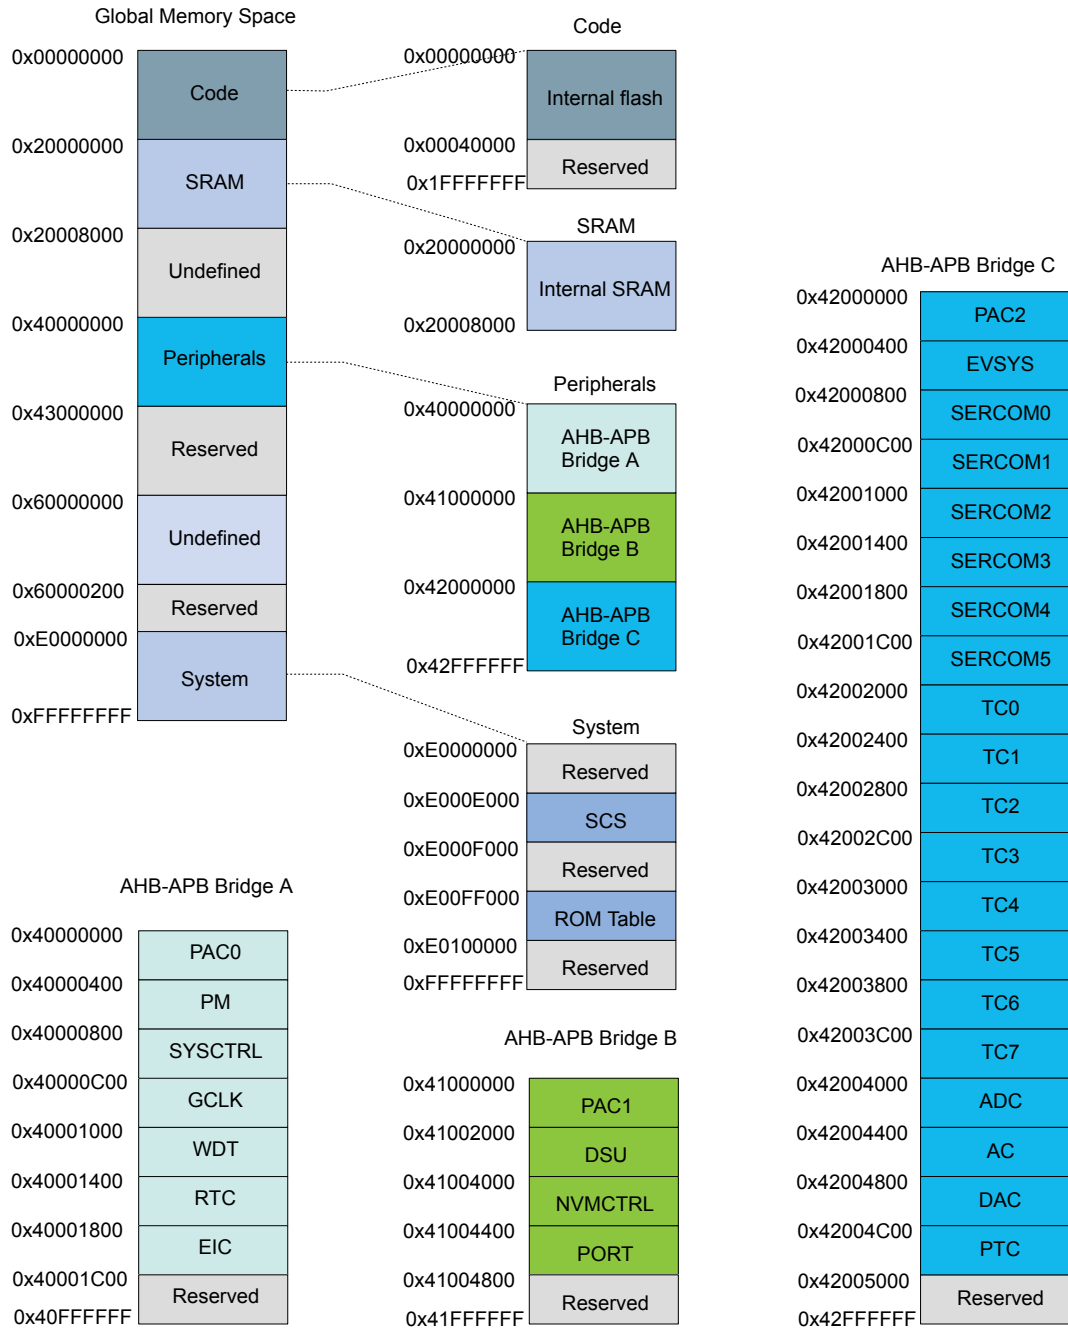 Global Memory Space
0x00000000
Code
0x20000000
SRAM
0x20008000
Undefined
0x40000000
Peripherals
0x43000000
Reserved
0x60000000
Undefined
0x60000200
Reserved
0xE0000000
System
0xFFFFFFFF
Code
0x00000000
Internal flash
0x00040000
Reserved
0x1FFFFFFF
SRAM
0x20000000
Internal SRAM
0x20008000
Peripherals
0x40000000
AHB-APB
Bridge A
0x41000000
AHB-APB
Bridge B
0x42000000
AHB-APB
Bridge C
0x42FFFFFF
System
0xE0000000
Reserved
0xE000E000
SCS
0xE000F000
Reserved
0xE00FF000
ROM Table
0xE0100000
Reserved
0xFFFFFFFF
AHB-APB Bridge A
0x40000000
PAC0
0x40000400
PM
0x40000800
SYSCTRL
0x40000C00
GCLK
0x40001000
WDT
0x40001400
RTC
0x40001800
EIC
0x40001C00
Reserved
0x40FFFFFF
AHB-APB Bridge B
0x41000000
PAC1
0x41002000
DSU
0x41004000
NVMCTRL
0x41004400
PORT
0x41004800
Reserved
0x41FFFFFF
AHB-APB Bridge C
0x42000000
PAC2
0x42000400
EVSYS
0x42000800
SERCOM0
0x42000C00
SERCOM1
0x42001000
SERCOM2
0x42001400
SERCOM3
0x42001800
SERCOM4
0x42001C00
SERCOM5
0x42002000
TC0
0x42002400
TC1
0x42002800
TC2
0x42002C00
TC3
0x42003000
TC4
0x42003400
TC5
0x42003800
TC6
0x42003C00
TC7
0x42004000
ADC
0x42004400
AC
0x42004800
DAC
0x42004C00
PTC
0x42005000
Reserved
0x42FFFFFF